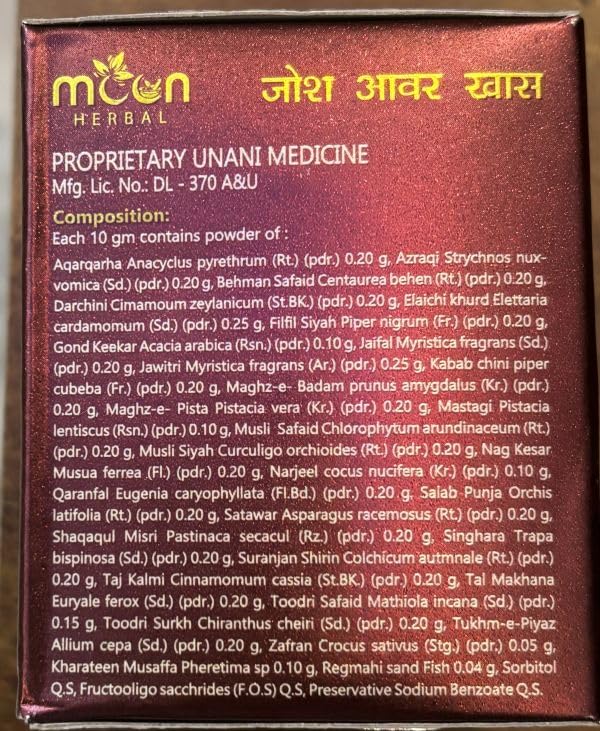 moon
HERBAL
जोश आवर खास
PROPRIETARY UNANI MEDICINE
Mfg. Lic. No.: DL - 370 A&U
Composition:
Each 10 gm contains powder of :
Aqarqarha Anacyclus pyrethrum (Rt.) (pdr.) 0.20 g, Azraqi Strychnos nux-
vomica (Sd.) (pdr.) 0.20 g, Behman Safaid Centaurea behen (Rt.) (pdr.) 0.20 g,
Darchini Cimamoum zeylanicum (St.BK.) (pdr.) 0.20 g, Elaichi khurd Elettaria
cardamomum (Sd.) (pdr.) 0.25 g, Filfil Siyah Piper nigrum (Fr.) (pdr.) 0.20 g,
Gond Keekar Acacia arabica (Rsn.) (pdr.) 0.10 g, Jaifal Myristica fragrans (Sd.)
(pdr.) 0.20 g, Jawitri Myristica fragrans (Ar.) (pdr.) 0.25 g, Kabab chini piper
cubeba (Fr.) (pdr.) 0.20 g, Maghz-e- Badam prunus amygdalus (Kr.) (pdr.)
0.20 g, Maghz-e- Pista Pistacia vera (Kr.) (pdr.) 0.20 g, Mastagi Pistacia
lentiscus (Rsn.) (pdr.) 0.10 g, Musli Safaid Chlorophytum arundinaceum (Rt.)
(pdr.) 0.20 g, Musli Siyah Curculigo orchioides (Rt.) (pdr.) 0.20 g, Nag Kesar
Musua ferrea (Fl.) (pdr.) 0.20 g, Narjeel cocus nucifera (Kr.) (pdr.) 0.10 g,
Qaranfal Eugenia caryophyllata (Fl.Bd.) (pdr.) 0.20 g, Salab Punja Orchis
latifolia (Rt.) (pdr.) 0.20 g, Satawar Asparagus racemosus (Rt.) (pdr.) 0.20 g,
Shaqaqul Misri Pastinaca secacul (Rz.) (pdr.) 0.20 g, Singhara Trapa
bispinosa (Sd.) (pdr.) 0.20 g, Suranjan Shirin Colchicum autmnale (Rt.) (pdr.)
0.20 g, Taj Kalmi Cinnamomum cassia (St.BK.) (pdr.) 0.20 g, Tal Makhana
Euryale ferox (Sd.) (pdr.) 0.20 g, Toodri Safaid Mathiola incana (Sd.) (pdr.)
0.15 g, Toodri Surkh Chiranthus cheiri (Sd.) (pdr.) 0.20 g, Tukhm-e-Piyaz
Allium cepa (Sd.) (pdr.) 0.20 g, Zafran Crocus sativus (Stg.) (pdr.) 0.05 g,
Kharateen Musaffa Pheretima sp 0.10 g, Regmahi sand Fish 0.04 g, Sorbitol
Q.S, Fructooligo sacchrides (F.O.S) Q.S, Preservative Sodium Benzoate Q.S.